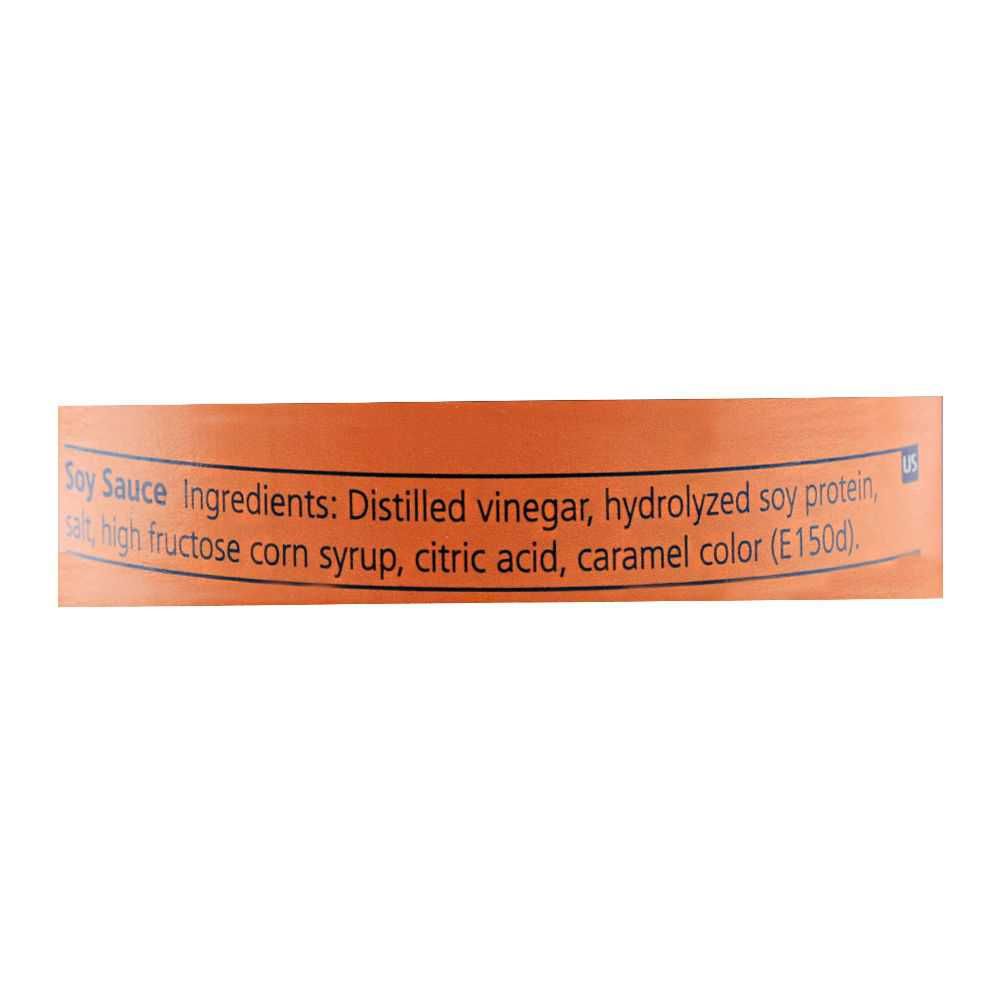 US
Soy Sauce Ingredients: Distilled vinegar, hydrolyzed soy protein,
salt, high fructose corn syrup, citric acid, caramel color (E150d).